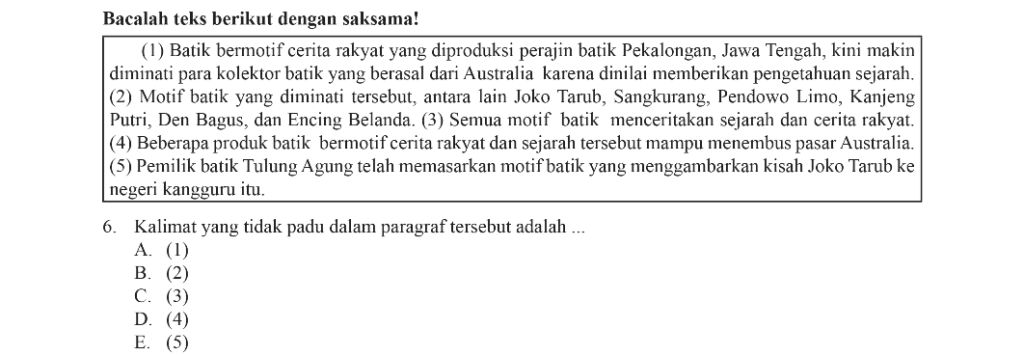 Bacalah teks berikut dengan saksama!
(1) Batik bermotif cerita rakyat yang diproduksi perajin batik Pekalongan, Jawa Tengah, kini makin
diminati para kolektor batik yang berasal dari Australia karena dinilai memberikan pengetahuan sejarah.
(2) Motif batik yang diminati tersebut, antara lain Joko Tarub, Sangkurang, Pendowo Limo, Kanjeng
Putri, Den Bagus, dan Encing Belanda. (3) Semua motif batik menceritakan sejarah dan cerita rakyat.
(4) Beberapa produk batik bermotif cerita rakyat dan sejarah tersebut mampu menembus pasar Australia.
(5) Pemilik batik Tulung Agung telah memasarkan motif batik yang menggambarkan kisah Joko Tarub ke
negeri kangguru itu.
6. Kalimat yang tidak padu dalam paragraf tersebut adalah ...
A. (1)
B. (2)
C. (3)
D. (4)
E. (5)